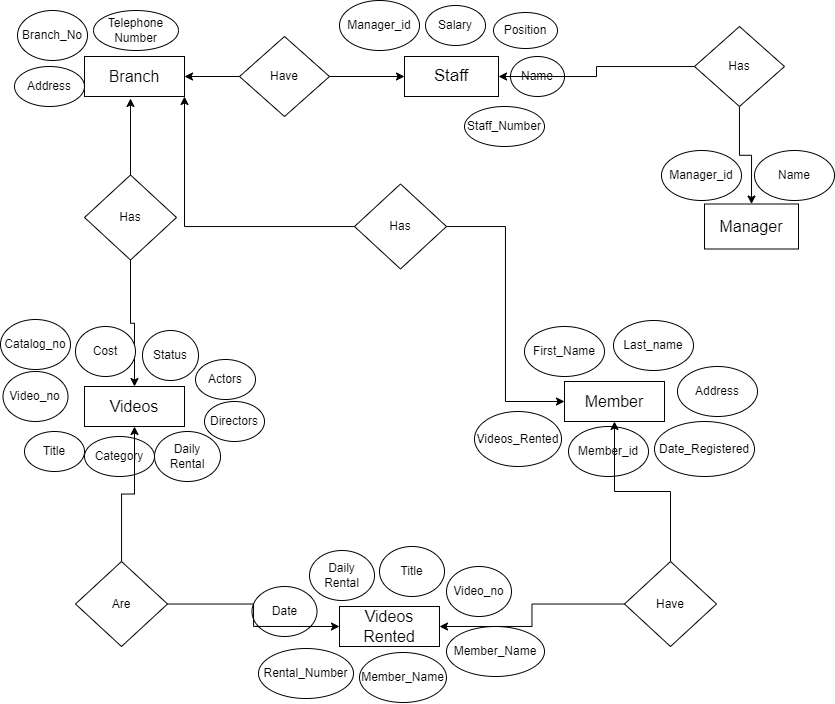 Branch_No
Telephone
Number
Manager_id
Salary
Position
Address
Branch
Have
Staff
Name
Has
Staff_Number
Manager_id
Name
Manager
Has
Has
Catalog_no
Cost
Status
First_Name
Last_name
Video_no
Actors
Address
Videos
Directors
Member
Title
Category
Daily
Rental
Videos_Rented
Member_id
Date_Registered
Are
Date
Daily
Rental
Title
Video_no
Have
Videos
Rented
Rental_Number
Member_Name
Member_Name